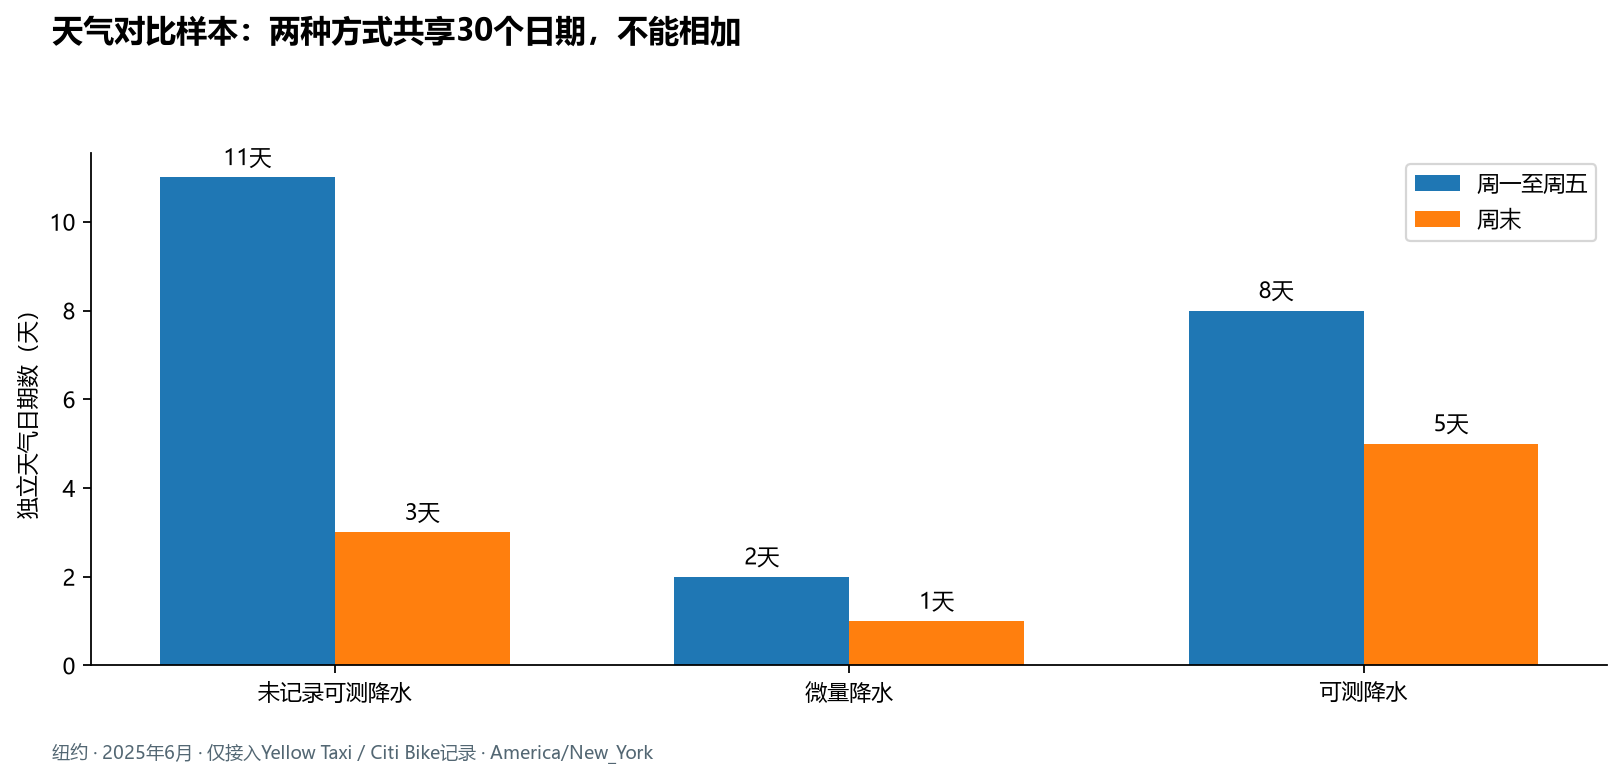 天气对比样本：两种方式共享30个日期，不能相加
11天
3天
2天
1天
8天
5天
周一至周五
周末
独立天气日期数（天）
10
8
6
4
2
0
未记录可测降水
微量降水
可测降水
纽约 · 2025年6月 · 仅接入Yellow Taxi / Citi Bike记录 · America/New_York